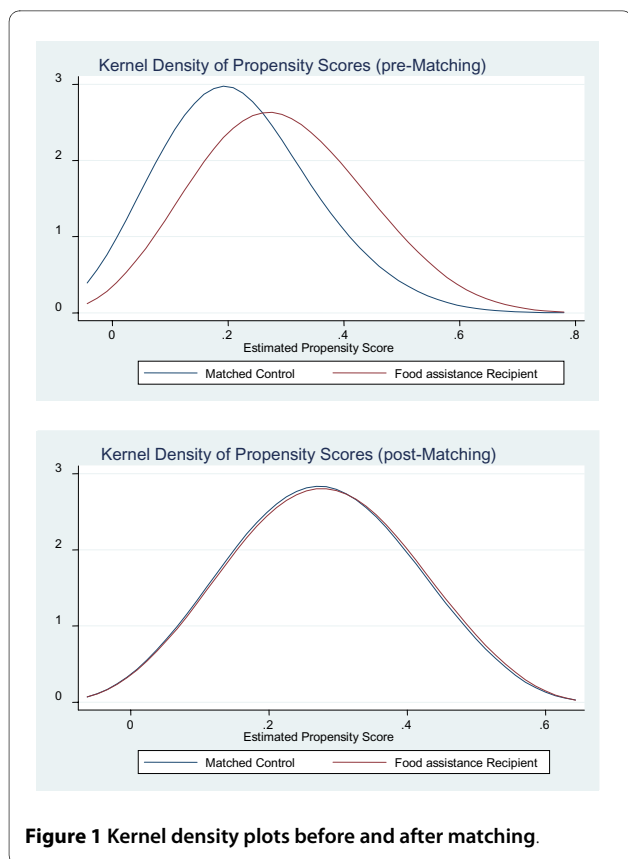 Kernel Density of Propensity Scores (pre-Matching)
3
2
1
0
0 .2 .4 .6 .8
Estimated Propensity Score
Matched Control Food assistance Recipient
Kernel Density of Propensity Scores (post-Matching)
3
2
1
0
0 .2 .4 .6
Estimated Propensity Score
Matched Control Food assistance Recipient
Figure 1 Kernel density plots before and after matching.